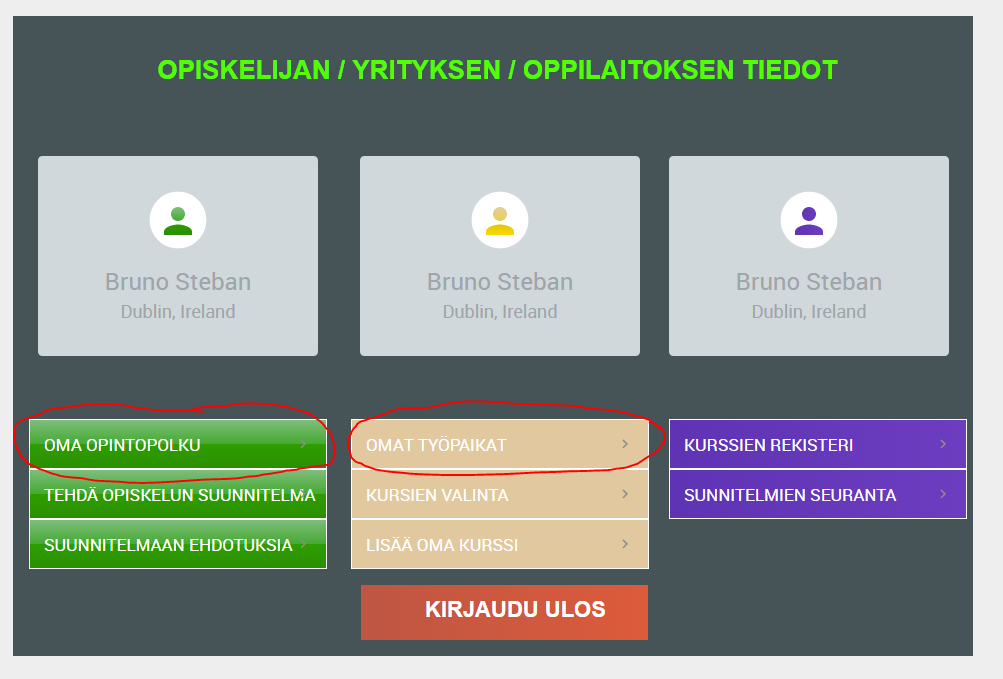 OPISKELIJAN / YRITYKSEN / OPPILAITOKSEN TIEDOT
Bruno Steban
Dublin, Ireland
Bruno Steban
Dublin, Ireland
Bruno Steban
Dublin, Ireland
OMA OPINTOPOLKU
TEHDÄ OPISKELUN SUUNNITELMA
SUUNNITELMAAN EHDOTUKSIA
OMAT TYÖPAIKAT
KURSIEN VALINTA
LISÄÄ OMA KURSSI
KURSSIEN REKISTERI
SUNNITELMIEN SEURANTA
KIRJAUDU ULOS